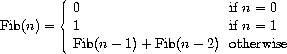 Fib(n) = { 0 if n = 0
1 if n = 1
Fib(n − 1) + Fib(n − 2) otherwise